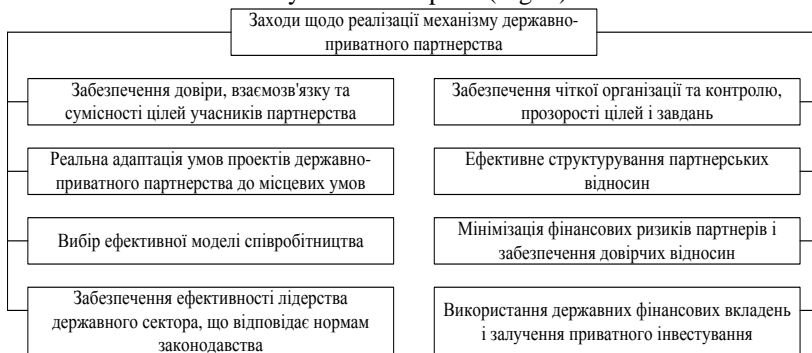 Заходи щодо реалізації механізму державно-
приватного партнерства
Забезпечення довіри, взаємозв'язку та
сумісності цілей учасників партнерства
Реальна адаптація умов проектів державно-
приватного партнерства до місцевих умов
Вибір ефективної моделі співробітництва
Забезпечення ефективності лідерства
державного сектора, що відповідає нормам
законодавства
Забезпечення чіткої організації та контролю,
прозорості цілей і завдань
Ефективне структурування партнерських
відносин
Мінімізація фінансових ризиків партнерів і
забезпечення довірчих відносин
Використання державних фінансових вкладень
і залучення приватного інвестування